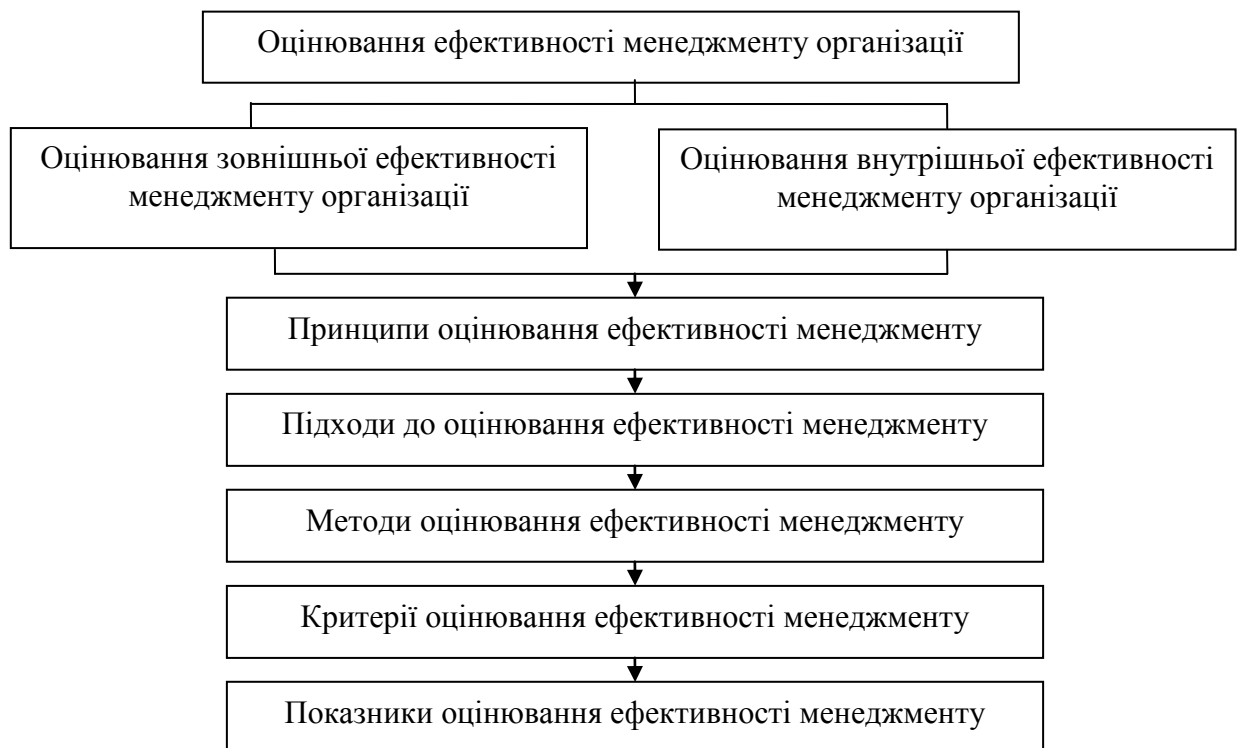 Оцінювання ефективності менеджменту організації
Оцінювання зовнішньої ефективності
менеджменту організації
Оцінювання внутрішньої ефективності
менеджменту організації
Принципи оцінювання ефективності менеджменту
Підходи до оцінювання ефективності менеджменту
Методи оцінювання ефективності менеджменту
Критерії оцінювання ефективності менеджменту
Показники оцінювання ефективності менеджменту